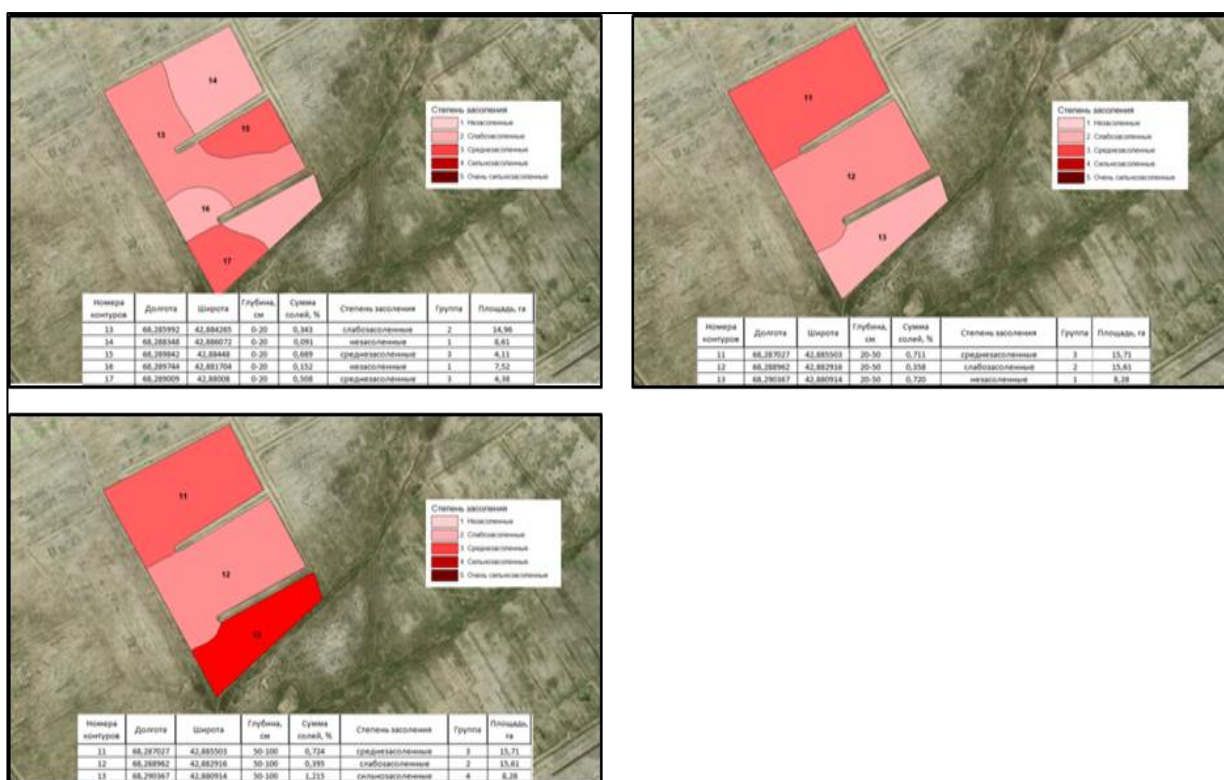 14
13
15
16
17
Степень засоления
1 Незасоленные
2 Слабозасоленные
3 Среднезасоленные
4 Сильнозасоленные
5 Очень сильнозасоленные
Номера контуров Долгота Широта Глубина, см Сумма солей, % Степень засоления Группа Площадь, га
13 68,285992 42,884265 0-20 0,343 слабозасоленные 2 14,96
14 68,288348 42,886072 0-20 0,091 незасоленные 1 8,61
15 68,289842 42,88448 0-20 0,689 среднезасоленные 3 4,11
16 68,289744 42,881704 0-20 0,152 незасоленные 1 7,52
17 68,289009 42,88008 0-20 0,508 среднезасоленные 3 4,38
11
12
13
Степень засоления
1 Незасоленные
2 Слабозасоленные
3 Среднезасоленные
4 Сильнозасоленные
5 Очень сильнозасоленные
Номера контуров Долгота Широта Глубина, см Сумма солей, % Степень засоления Группа Площадь, га
11 68,287027 42,885503 20-50 0,711 среднезасоленные 3 15,71
12 68,288962 42,882916 20-50 0,358 слабозасоленные 2 15,61
13 68,290367 42,880914 20-50 0,720 незасоленные 1 8,28
11
12
13
Степень засоления
1 Незасоленные
2 Слабозасоленные
3 Среднезасоленные
4 Сильнозасоленные
5 Очень сильнозасоленные
Номера контуров Долгота Широта Глубина, см Сумма солей, % Степень засоления Группа Площадь, га
11 68,287027 42,885503 50-100 0,724 среднезасоленные 3 15,71
12 68,288962 42,882916 50-100 0,395 слабозасоленные 2 15,61
13 68,290367 42,880914 50-100 1,215 сильнозасоленные 4 8,28